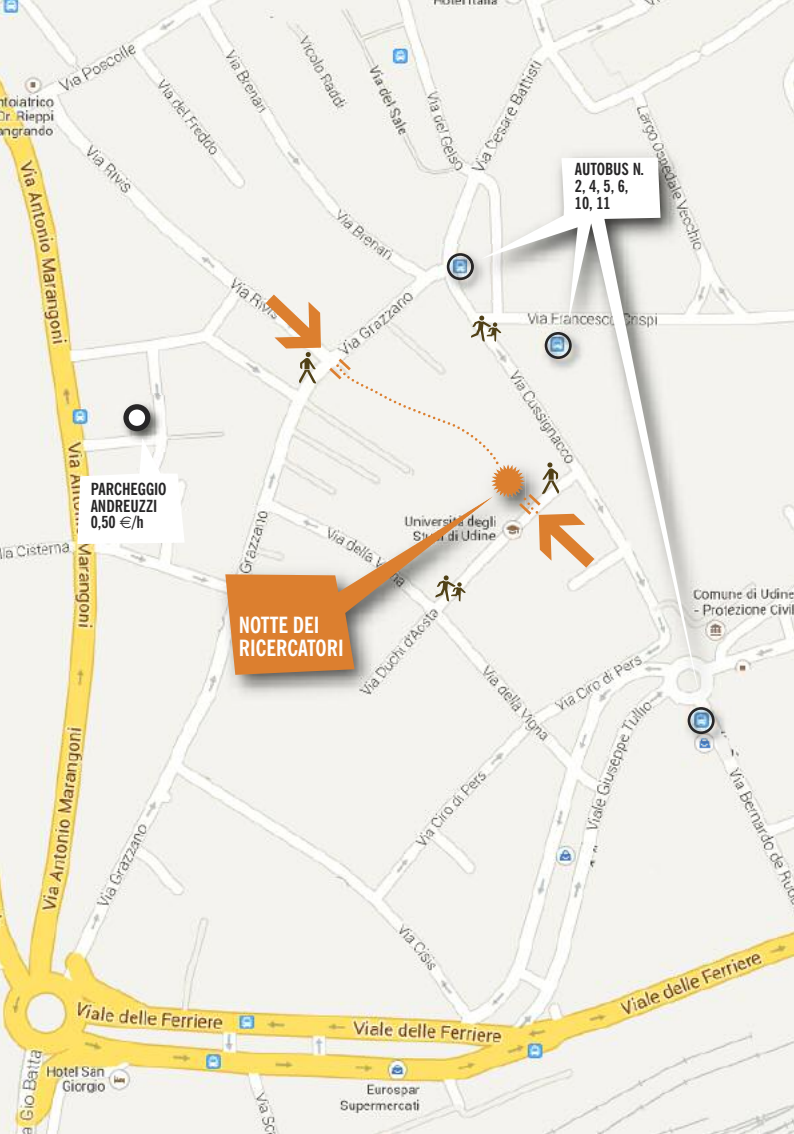 Hotel Italia
Via Poscolle
Via Brenari
Vicolo Raddi
Via del Sale
Via del Gelso
Via Cesare Battisti
ntoiatrico
Dr. Rieppi
angrando
Via del Freddo
Largo Ospedale Vecchio
AUTOBUS N.
2, 4, 5, 6,
10, 11
Via Rivis
Via Antonio Marangoni
Via Brenari
Via Rivis
Via Grazzano
Via Francesco Crispi
Via Cussignacco
PARCHEGGIO
ANDREUZZI
0,50 €/h
Via Antonio Marangoni
Grazzano
Università degli
Studi di Udine
lla Cisterna
Via della Vigna
NOTTE DEI
RICERCATORI
Via Duchi d'Aosta
Comune di Udine
- Protezione Civil
Via Ciro di Pers
Via della Vigna
Viale Giuseppe Tullio
Via Antonio Marangoni
Via Ciro di Pers
Via Bernardo de Rubis
Via Grazzano
Via Cisis
Viale delle Ferriere
Viale delle Ferriere
Viale delle Ferriere
e Gio Batta
Hotel San
Giorgio
Eurospar
Supermercati